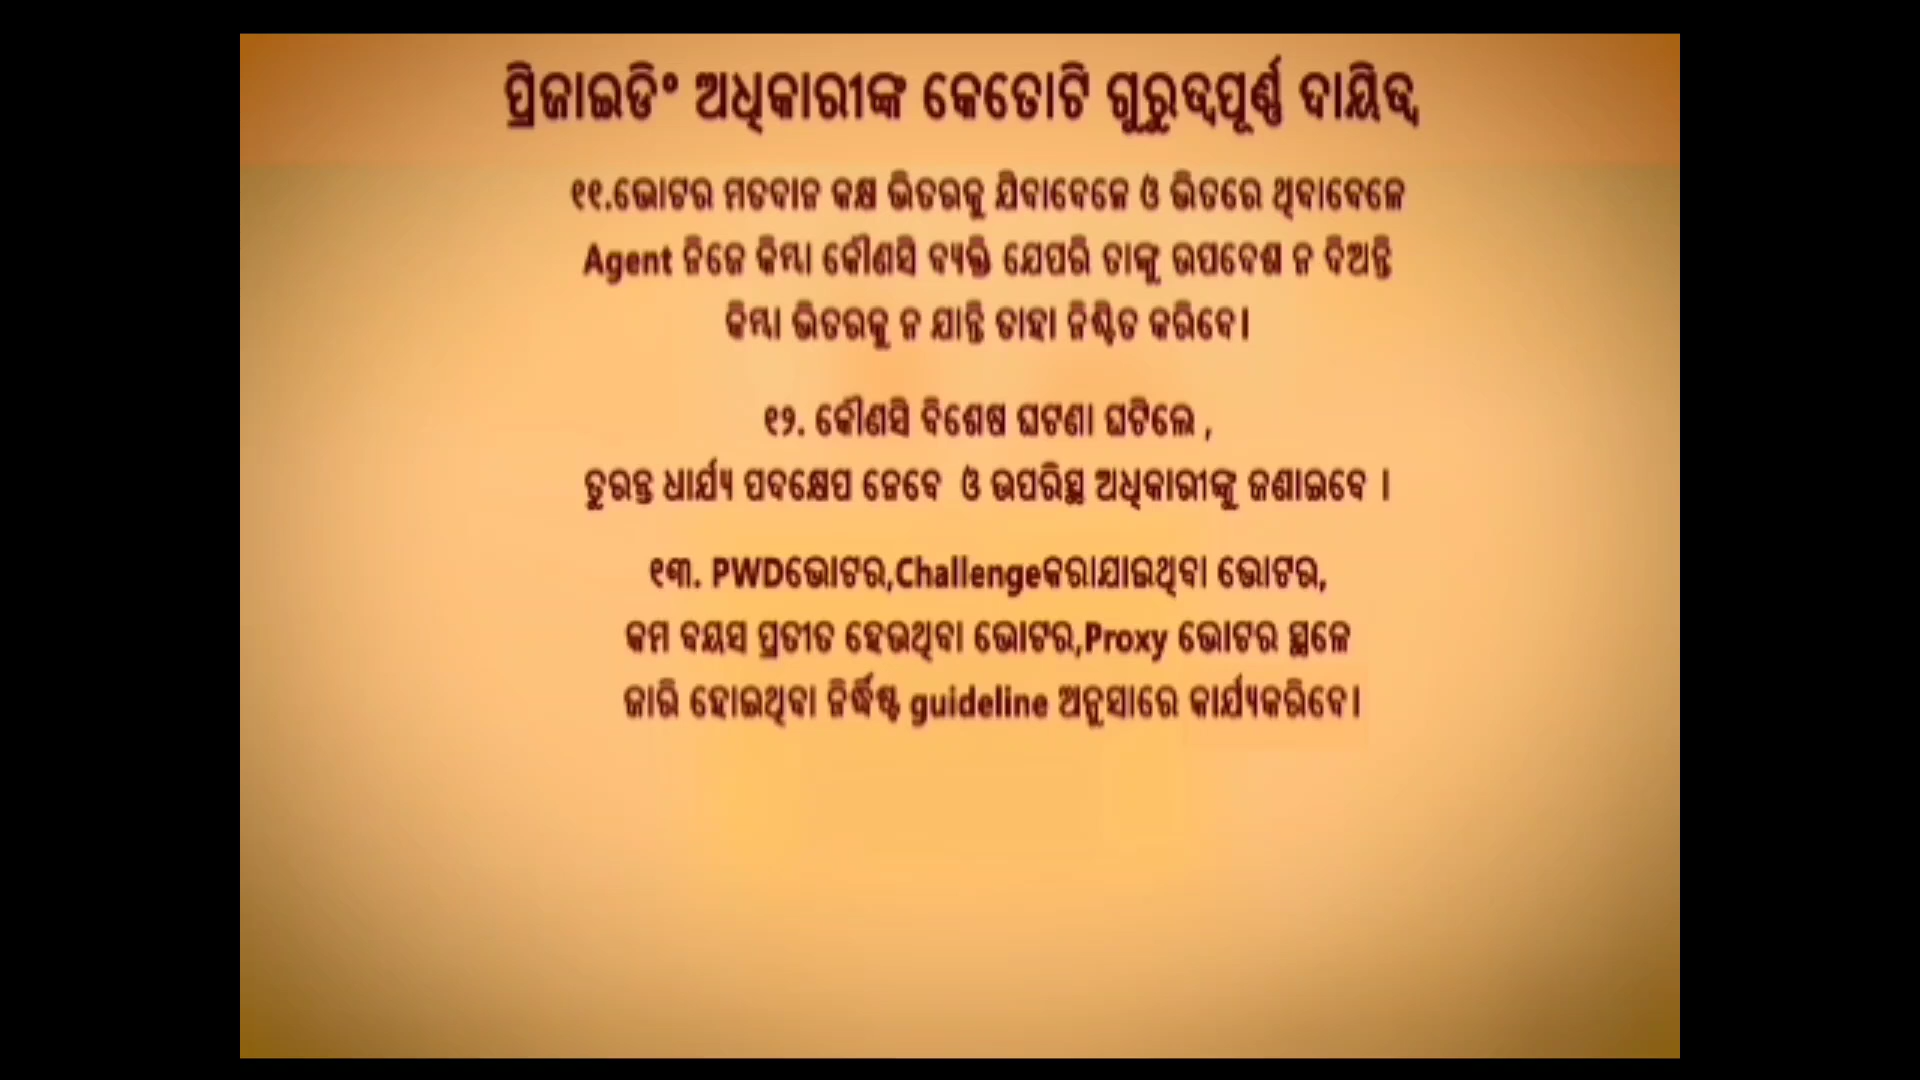 ପ୍ରିଜାଇଡିଂ ଅଧିକାରୀଙ୍କ କେତୋଟି ଗୁରୁତ୍ୱପୂର୍ଣ୍ଣ ଦାୟିତ୍ୱ
୧୧.ଭୋଟର ମତଦାନ କକ୍ଷ ଭିତରକୁ ଯିବାବେଳେ ଓ ଭିତରେ ଥିବାବେଳେ
Agent ନିଜେ କିମ୍ଭା କୌଣସି ବ୍ୟକ୍ତି ଯେପରି ତାଙ୍କୁ ଉପଦେଶ ନ ଦିଅନ୍ତି
କିମ୍ଭା ଭିତରକୁ ନ ଯାନ୍ତି ତାହା ନିଶ୍ଚିତ କରିବେ।
୧୨. କୌଣସି ବିଶେଷ ଘଟଣା ଘଟିଲେ ,
ତୁରନ୍ତ ଧାର୍ଯ୍ୟ ପଦକ୍ଷେପ ନେବେ ଓ ଉପରିସ୍ଥ ଅଧିକାରୀଙ୍କୁ ଜଣାଇବେ ।
୧୩. PWDଭୋଟର,Challengeକରାଯାଇଥିବା ଭୋଟର,
କମ ବୟସ ପ୍ରତୀତ ହେଉଥିବା ଭୋଟର,Proxy ଭୋଟର ସ୍ଥଳେ
ଜାରି ହୋଇଥିବା ନିର୍ଦ୍ଧିଷ୍ଟ guideline ଅନୁସାରେ କାର୍ଯ୍ୟକରିବେ।